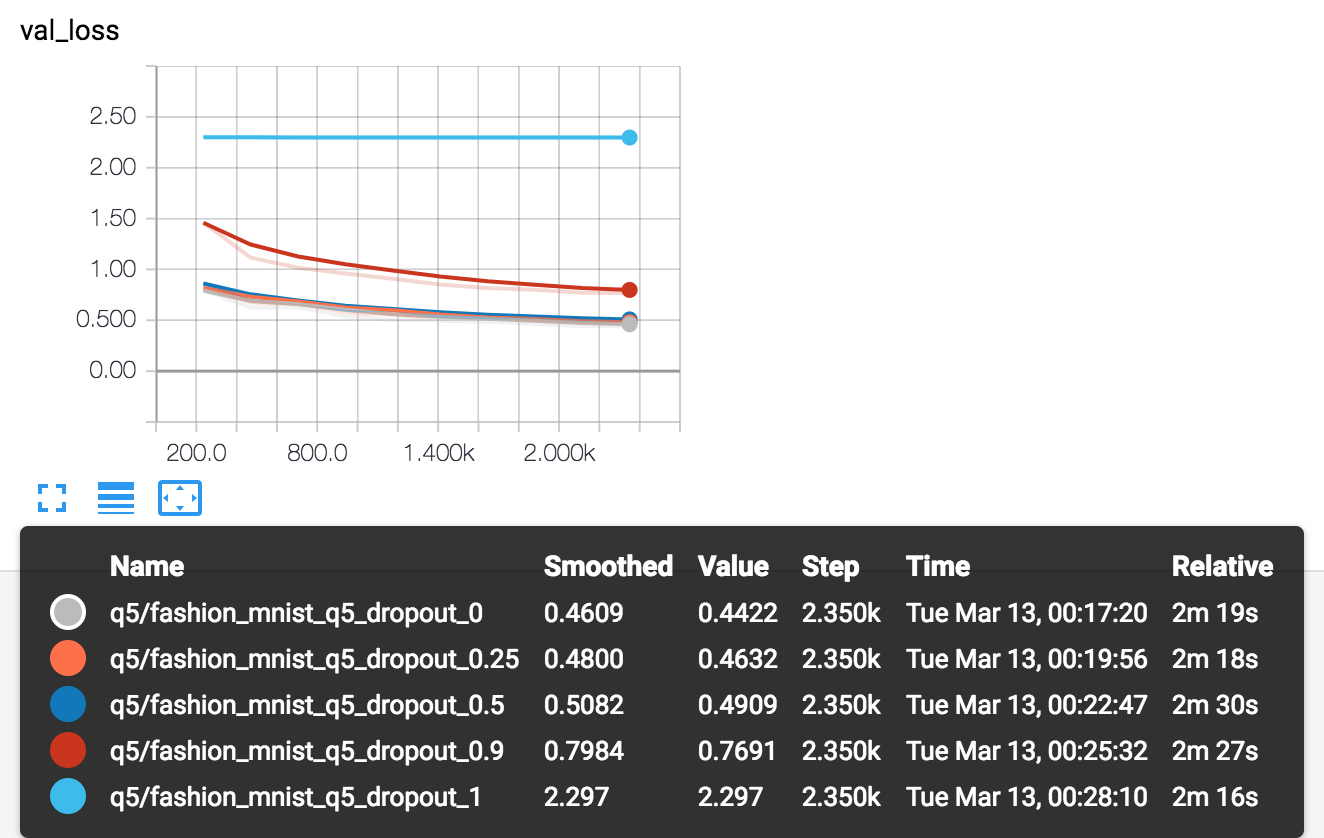 val_loss
2.50
2.00
1.50
1.00
0.500
0.00
200.0 800.0 1.400k 2.000k
Name Smoothed Value Step Time Relative
q5/fashion_mnist_q5_dropout_0 0.4609 0.4422 2.350k Tue Mar 13, 00:17:20 2m 19s
q5/fashion_mnist_q5_dropout_0.25 0.4800 0.4632 2.350k Tue Mar 13, 00:19:56 2m 18s
q5/fashion_mnist_q5_dropout_0.5 0.5082 0.4909 2.350k Tue Mar 13, 00:22:47 2m 30s
q5/fashion_mnist_q5_dropout_0.9 0.7984 0.7691 2.350k Tue Mar 13, 00:25:32 2m 27s
q5/fashion_mnist_q5_dropout_1 2.297 2.297 2.350k Tue Mar 13, 00:28:10 2m 16s